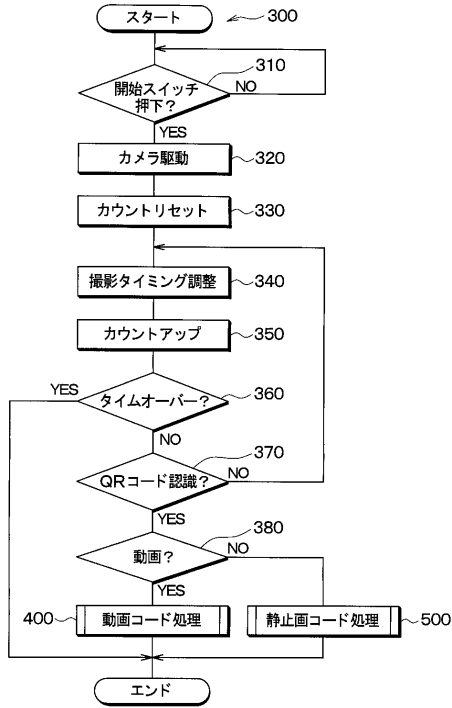 スタート
300
開始スイッチ
押下?
310
NO
YES
カメラ駆動
320
カウントリセット
330
撮影タイミング調整
340
カウントアップ
350
YES
タイムオーバー?
360
NO
370
QRコード認識?
NO
YES
380
動画?
NO
YES
400
動画コード処理
静止画コード処理
500
エンド